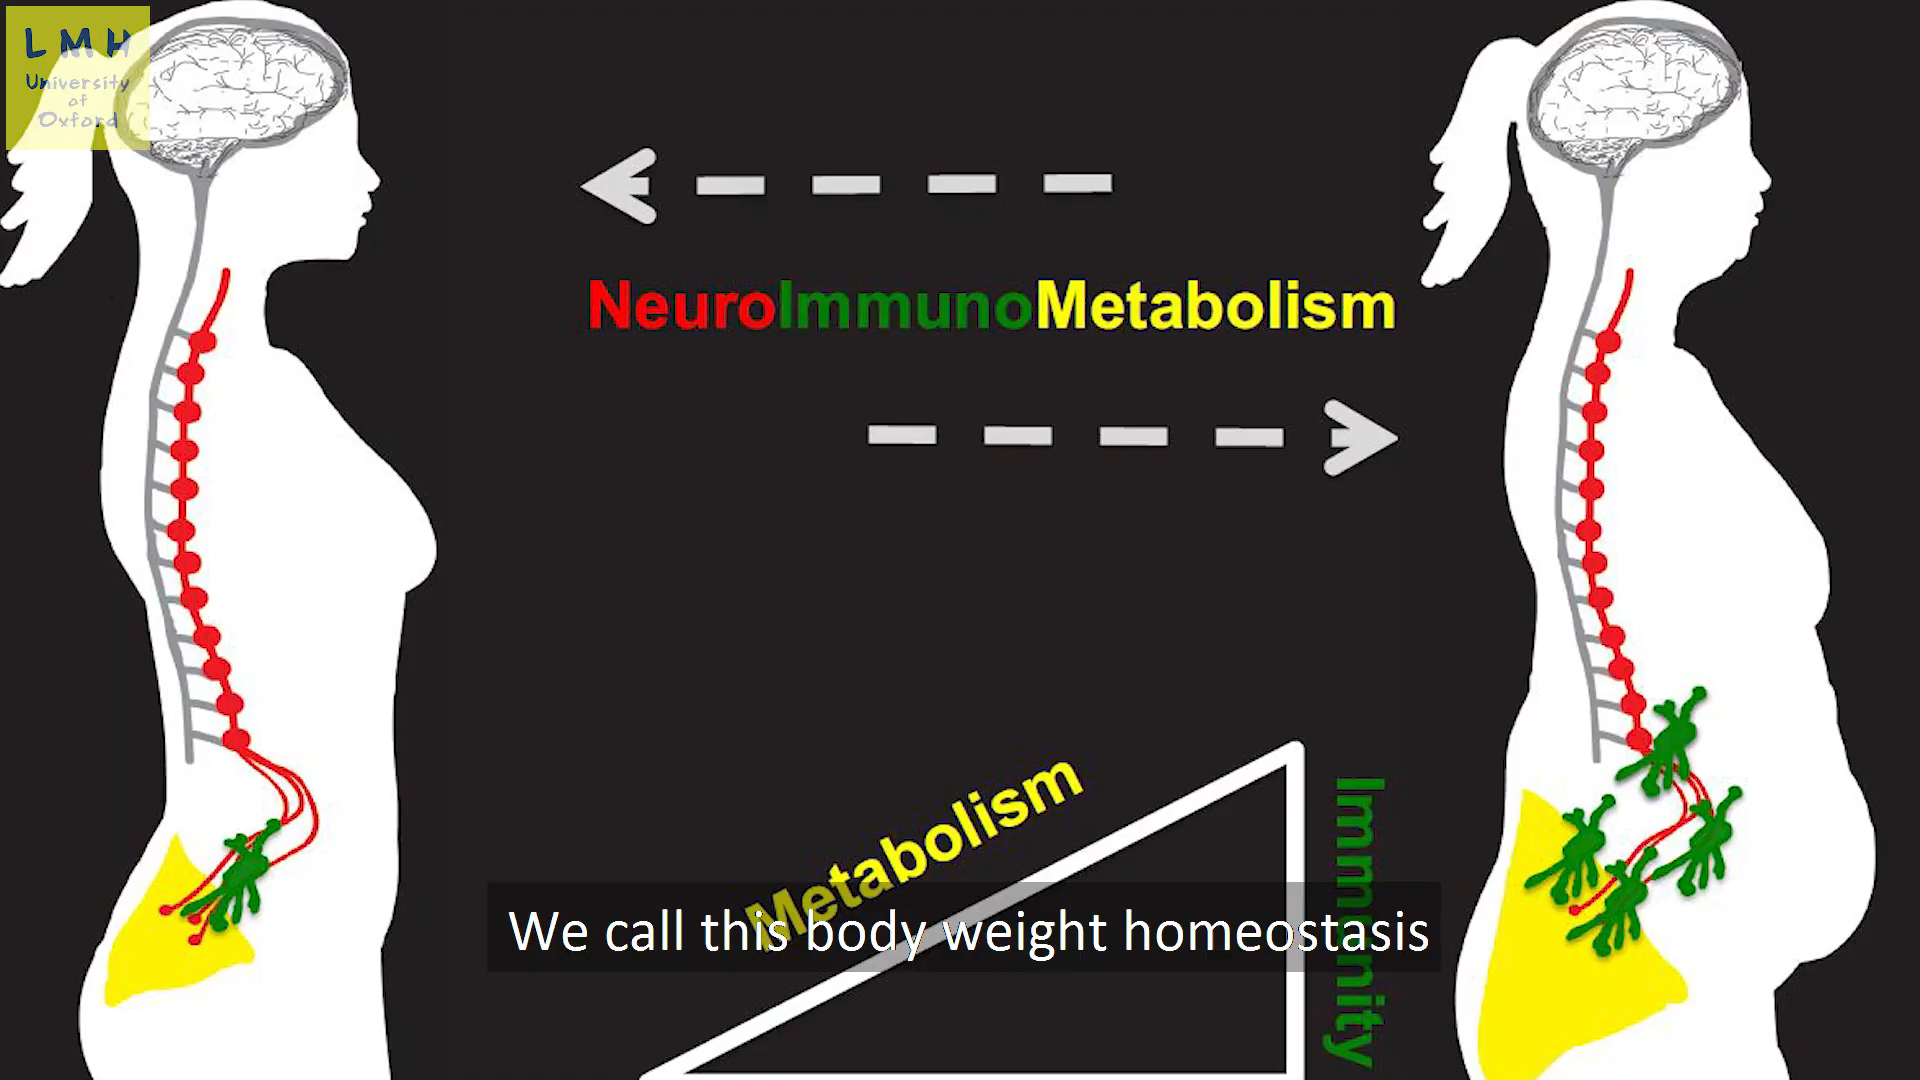 LMH
University
of
Oxford
NeuroImmunoMetabolism
Metabolism
Immunity
We call this body weight homeostasis